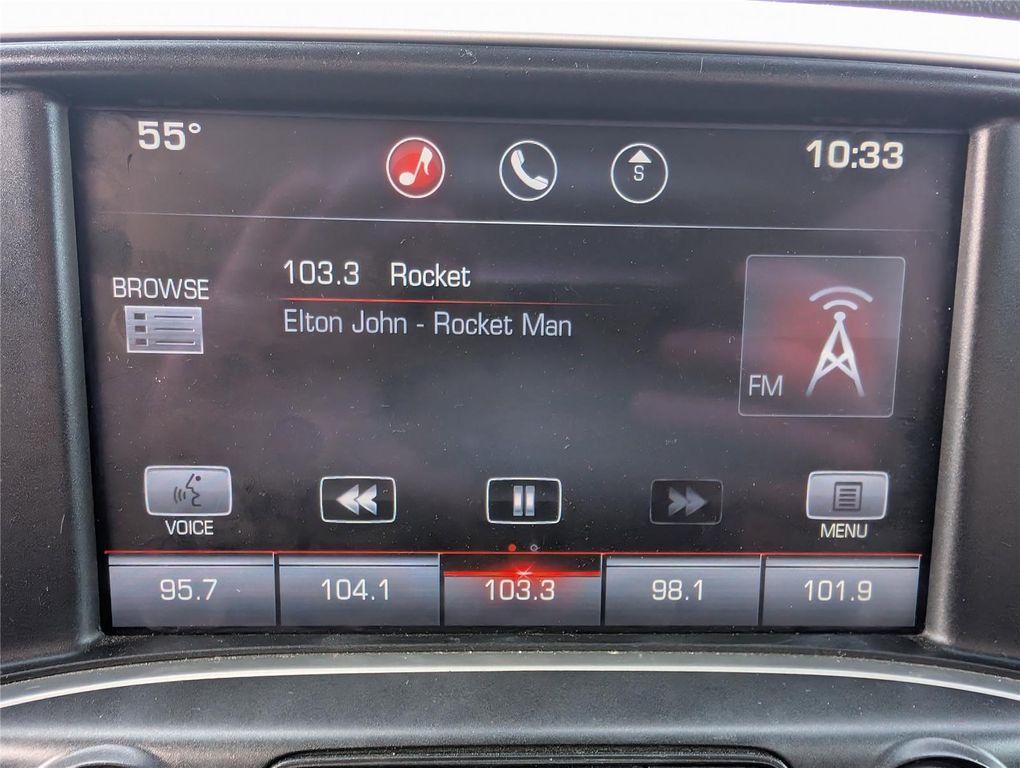 55° S 10:33
BROWSE
103.3 Rocket
Elton John - Rocket Man
FM
VOICE
MENU
95.7 104.1 103.3 98.1 101.9